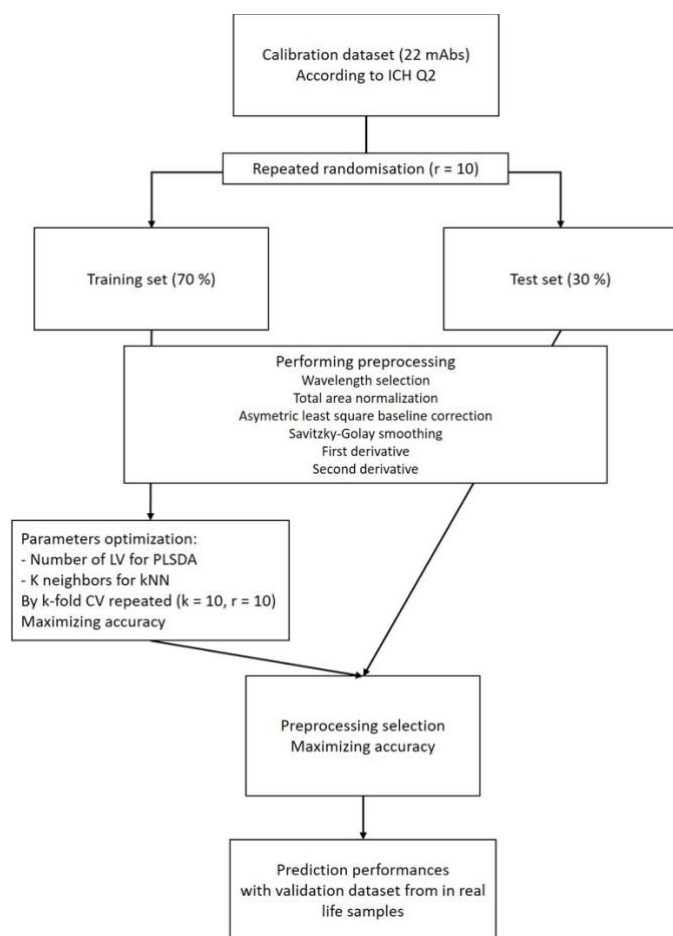 Calibration dataset (22 mAbs)
According to ICH Q2
Repeated randomisation (r = 10)
Training set (70 %)
Test set (30 %)
Performing preprocessing
Wavelength selection
Total area normalization
Asymetric least square baseline correction
Savitzky-Golay smoothing
First derivative
Second derivative
Parameters optimization:
- Number of LV for PLSDA
- K neighbors for kNN
By k-fold CV repeated (k = 10, r = 10)
Maximizing accuracy
Preprocessing selection
Maximizing accuracy
Prediction performances
with validation dataset from in real
life samples